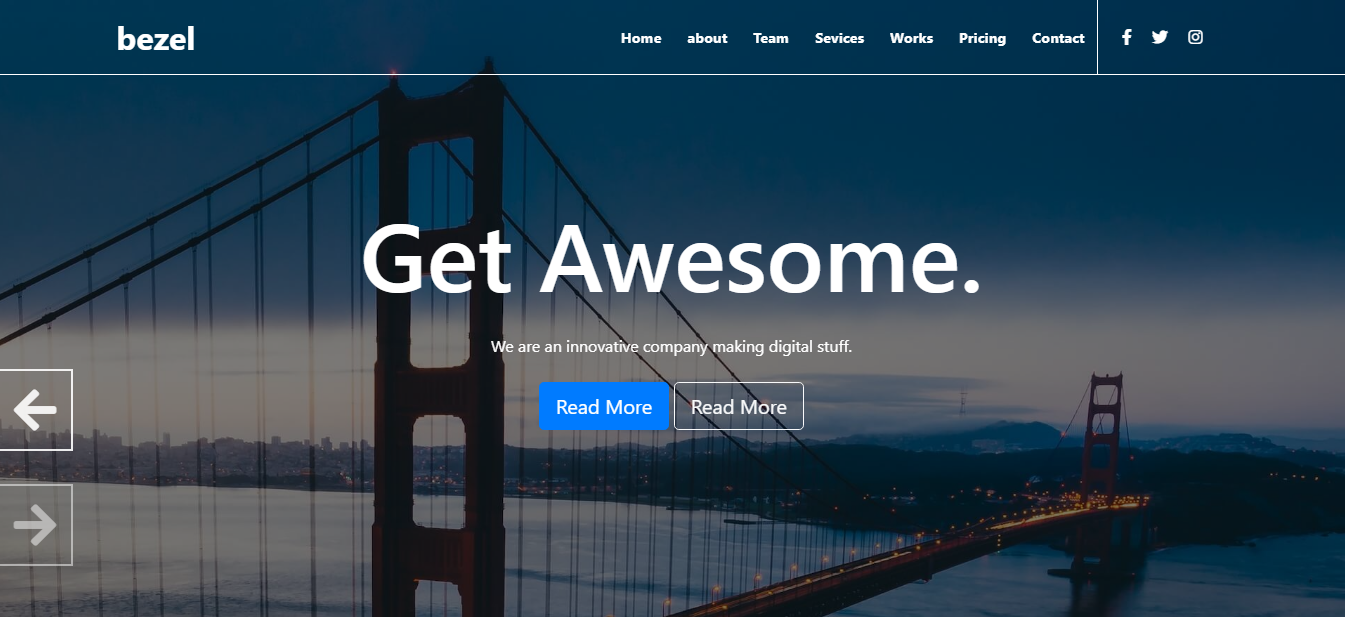 bezel
Home about Team Sevices Works Pricing Contact
Get Awesome.
We are an innovative company making digital stuff.
Read More Read More